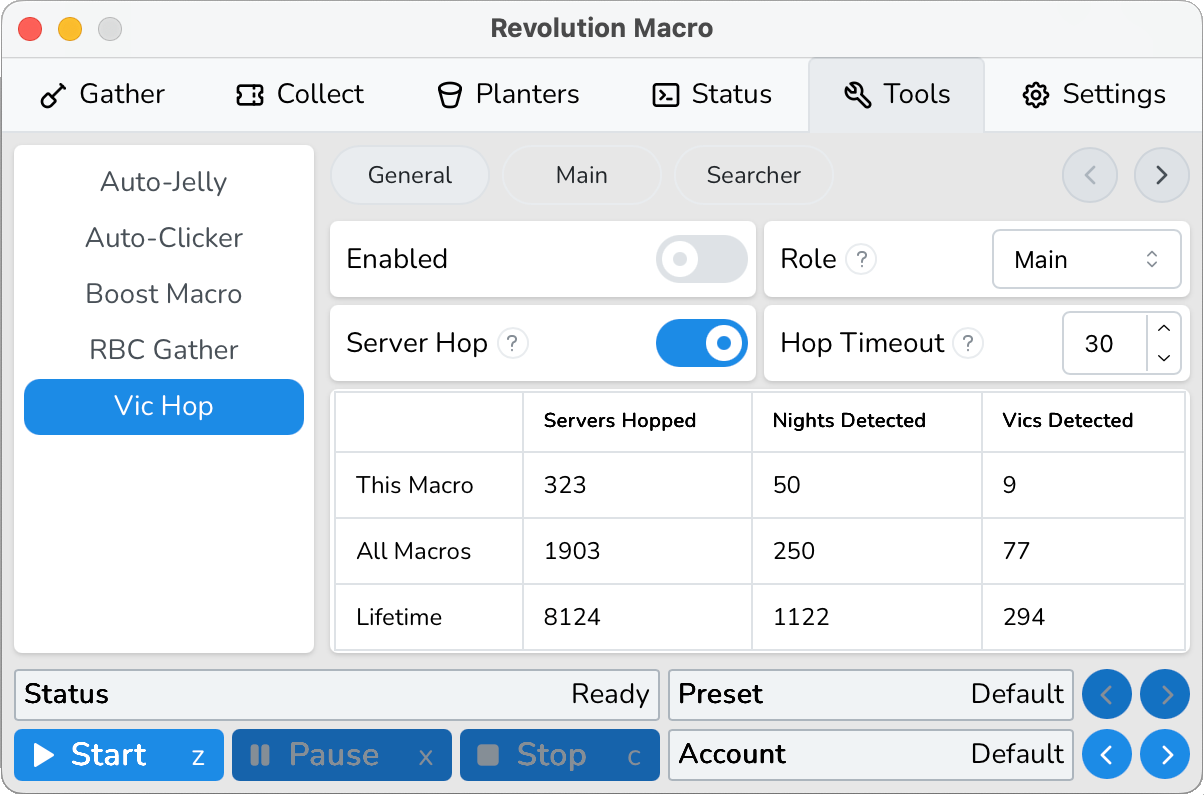 Revolution Macro
Gather Collect Planters Status Tools Settings
Auto-Jelly
Auto-Clicker
Boost Macro
RBC Gather
Vic Hop
General Main Searcher
Enabled Role ? Main
Server Hop ? Hop Timeout ? 30
Servers Hopped Nights Detected Vics Detected
This Macro 323 50 9
All Macros 1903 250 77
Lifetime 8124 1122 294
Status Ready Preset Default
Start z Pause x Stop c Account Default